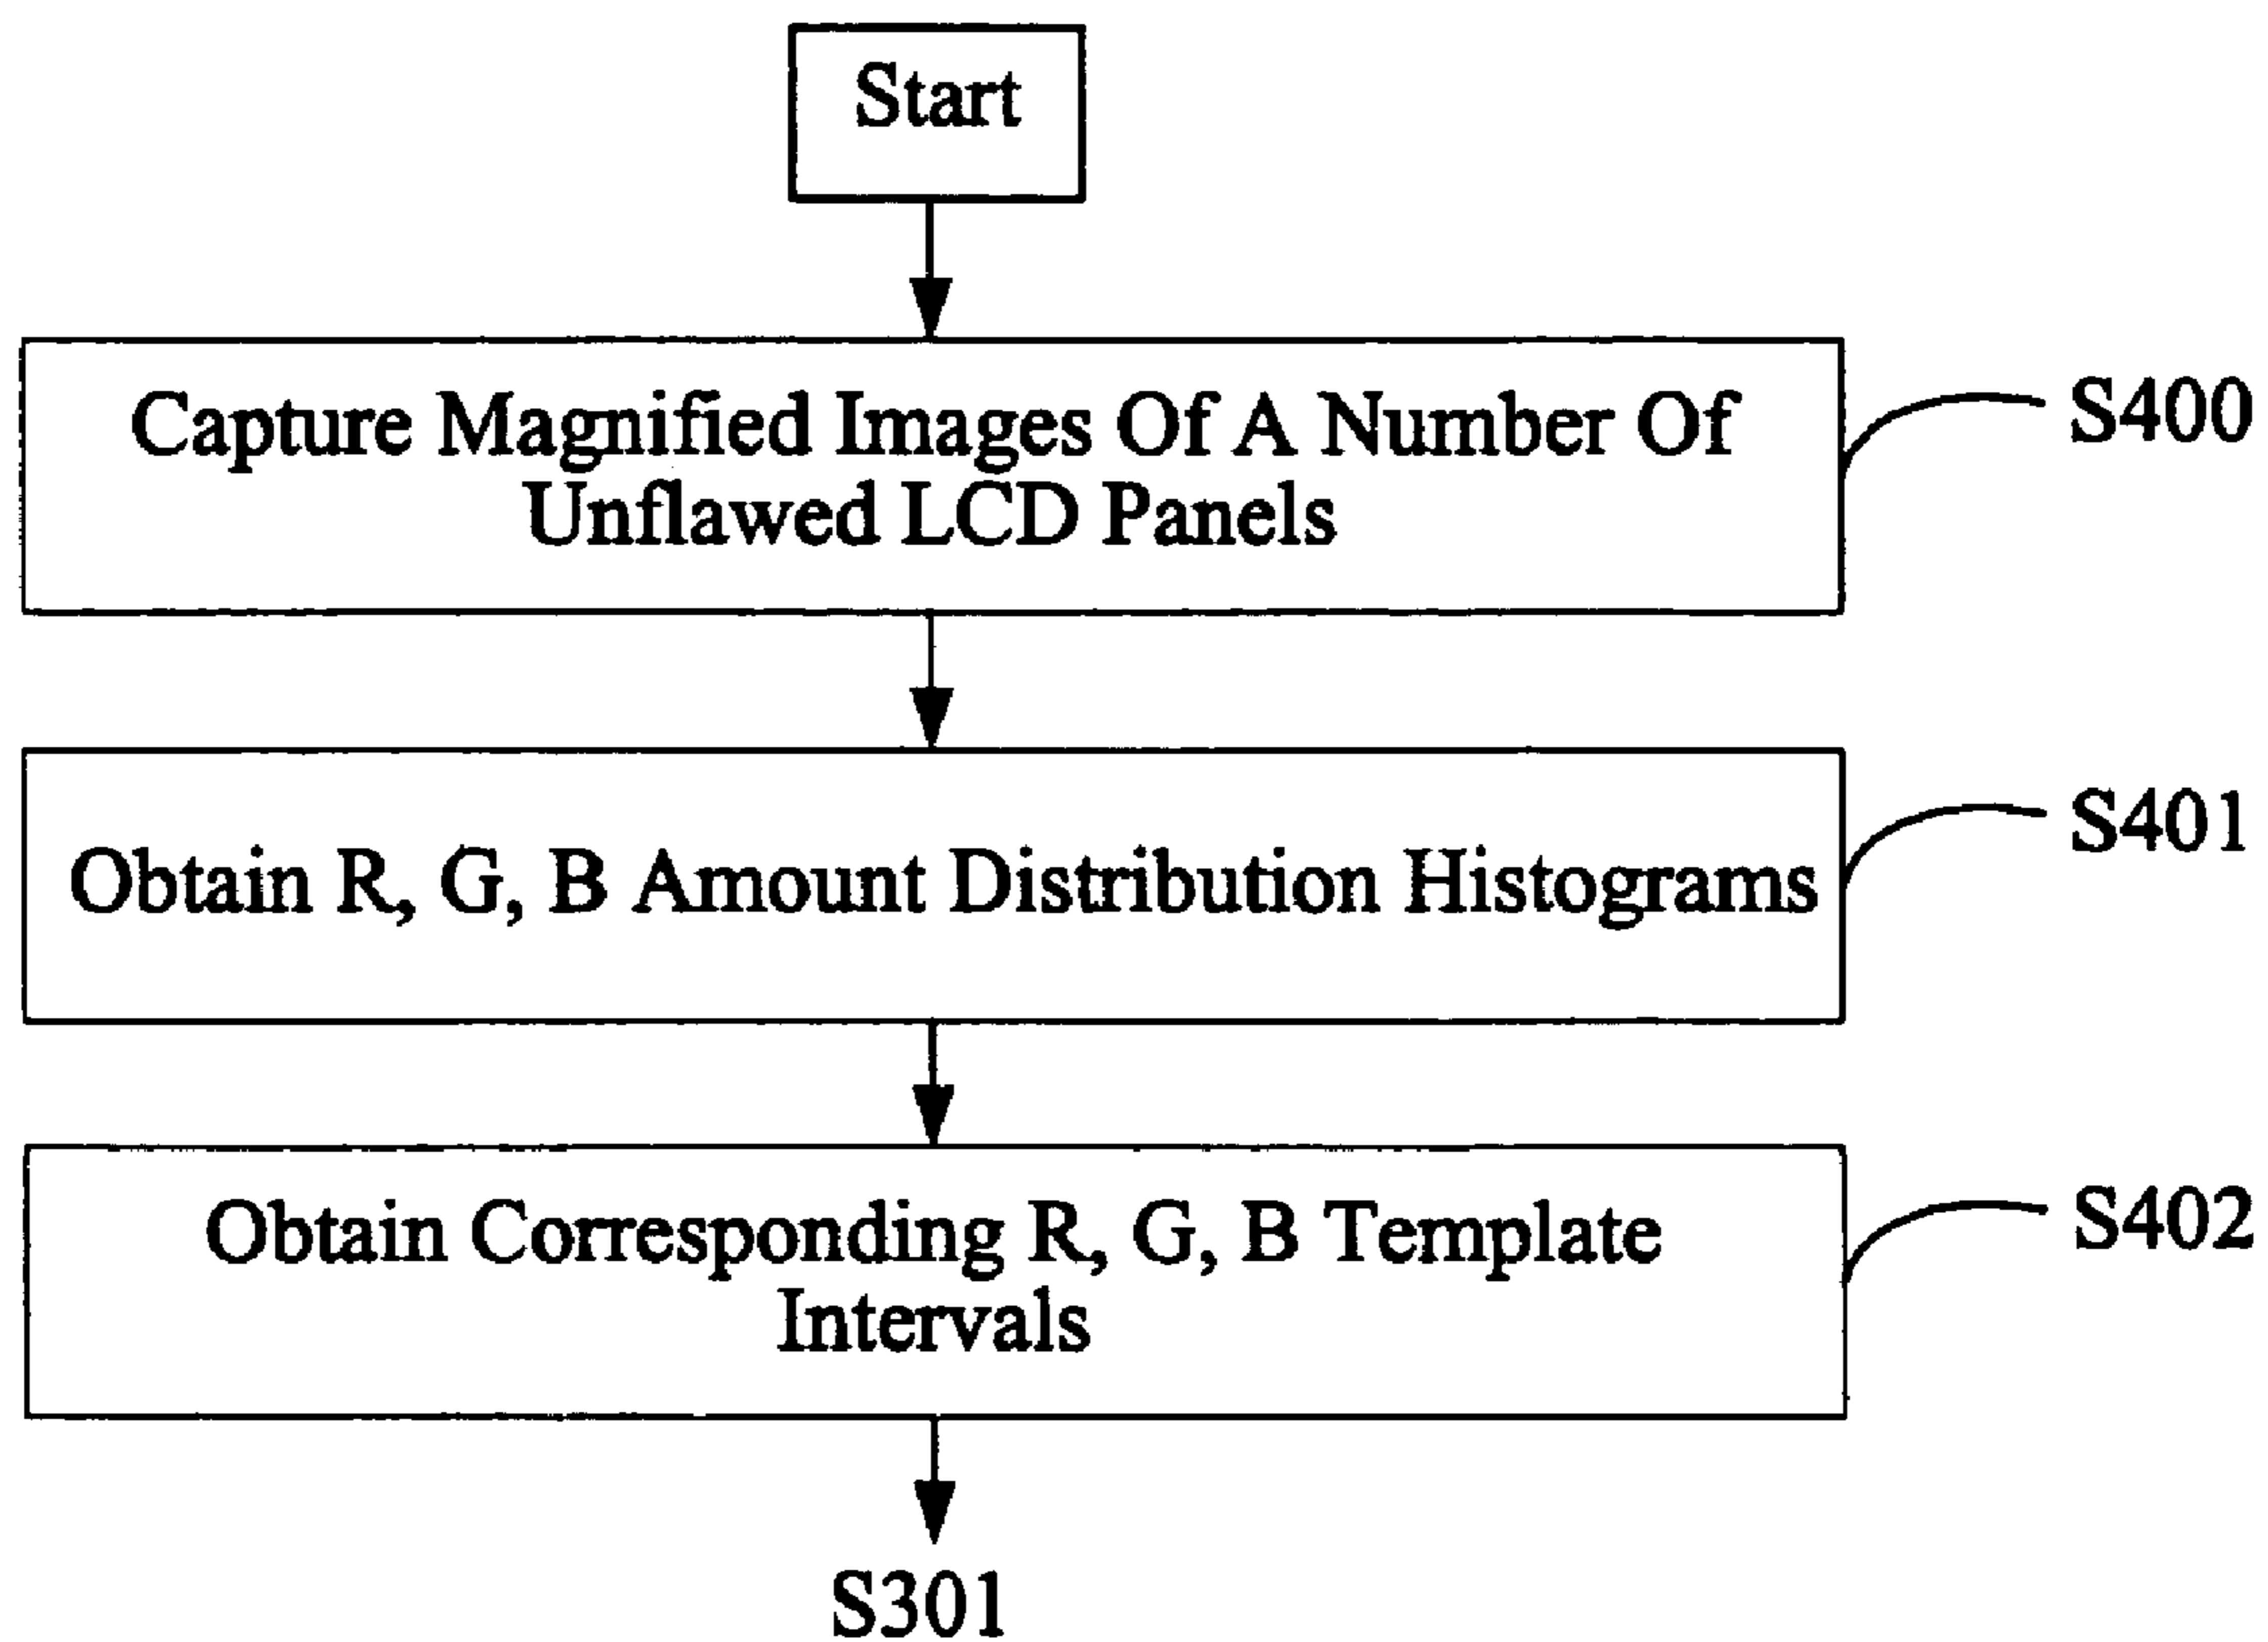 Start
Capture Magnified Images Of A Number Of
Unflawed LCD Panels
S400
Obtain R, G, B Amount Distribution Histograms
S401
Obtain Corresponding R, G, B Template
Intervals
S402
S301